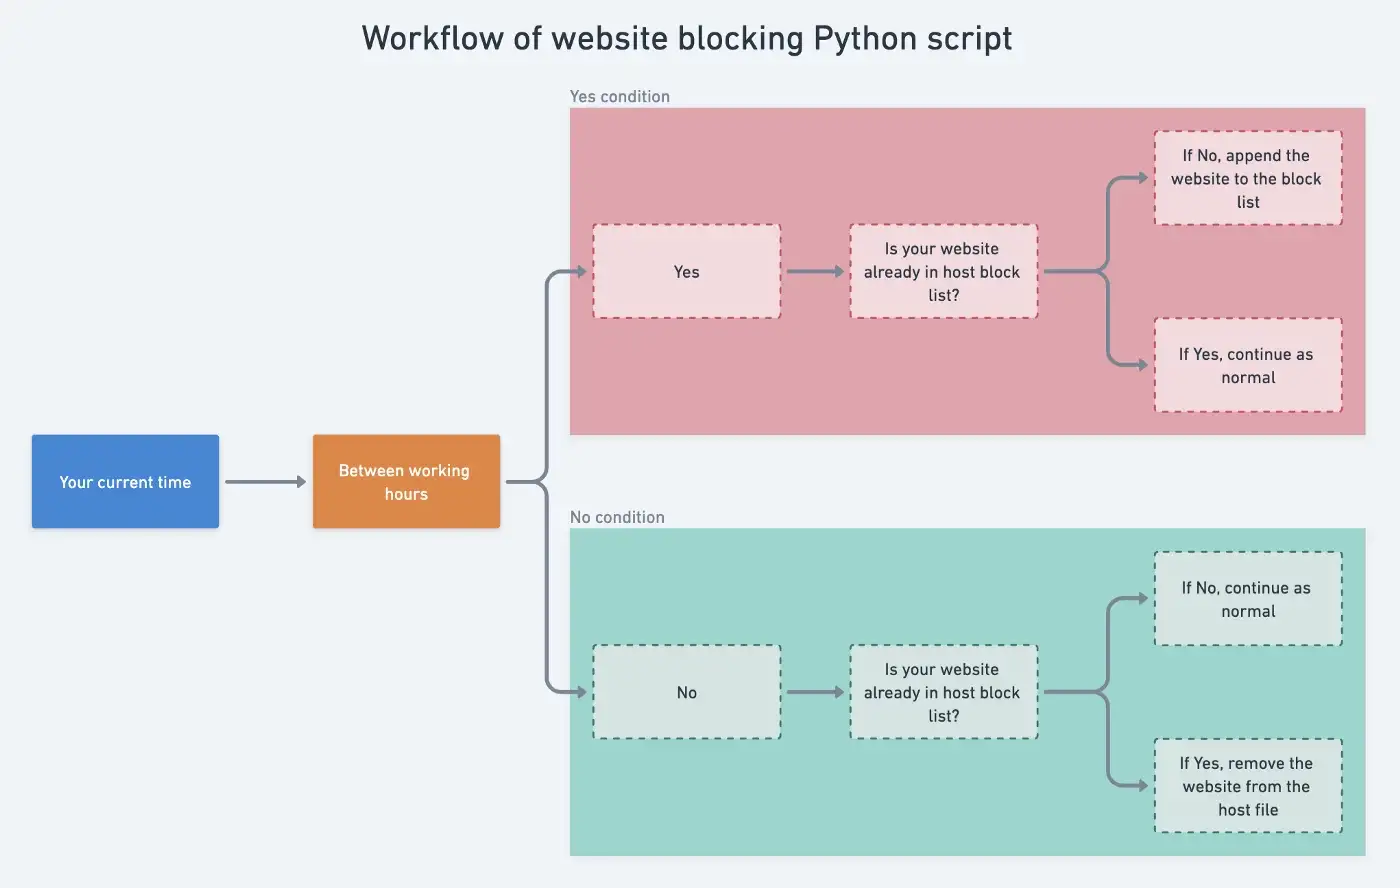 Workflow of website blocking Python script
Yes condition
If No, append the
website to the block
list
Yes
Is your website
already in host block
list?
If Yes, continue as
normal
Your current time
Between working
hours
No condition
If No, continue as
normal
No
Is your website
already in host block
list?
If Yes, remove the
website from the
host file